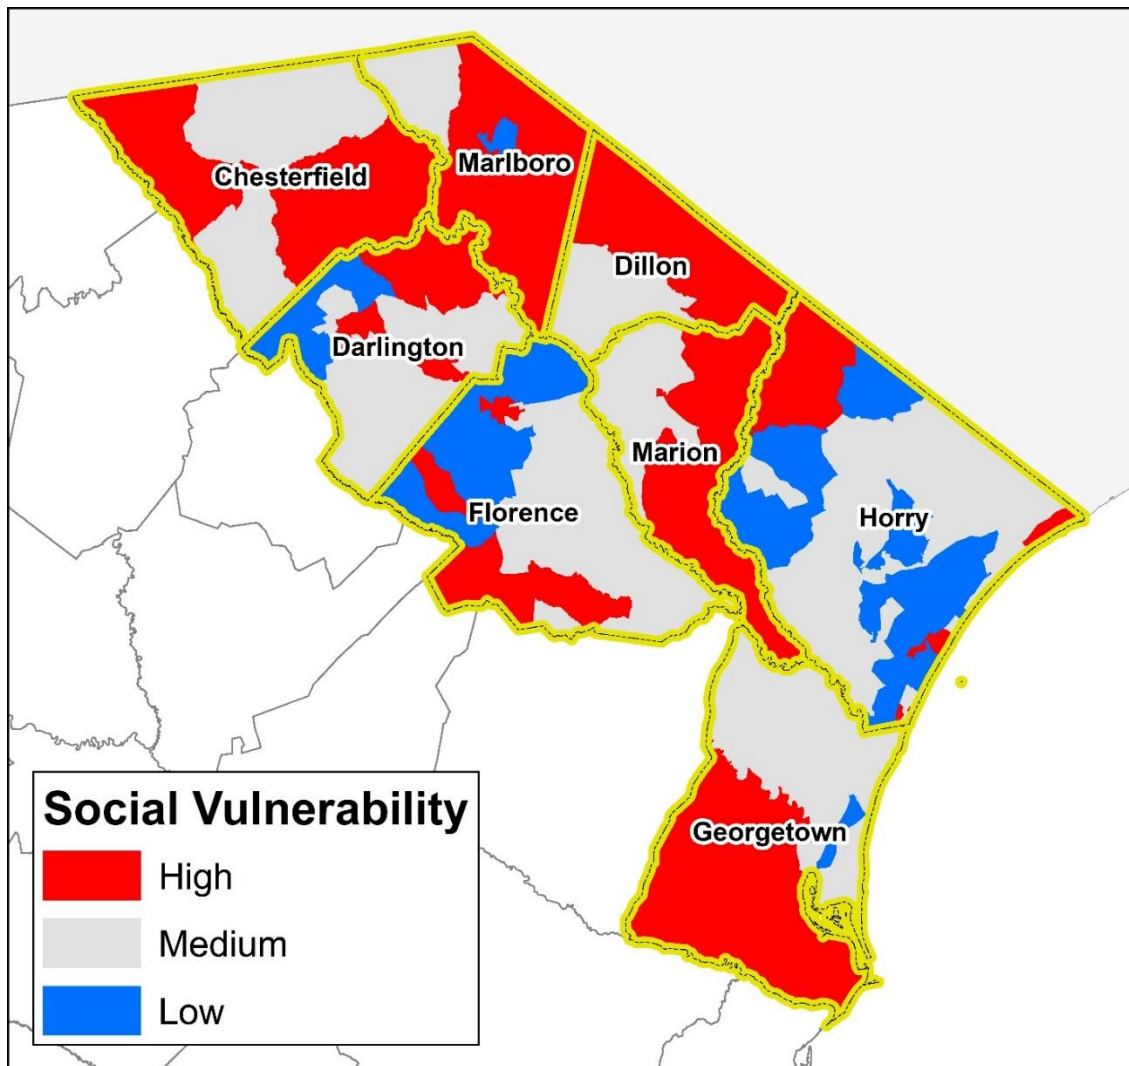 Chesterfield
Marlboro
Dillon
Darlington
Marion
Florence
Horry
Georgetown
Social Vulnerability
High
Medium
Low